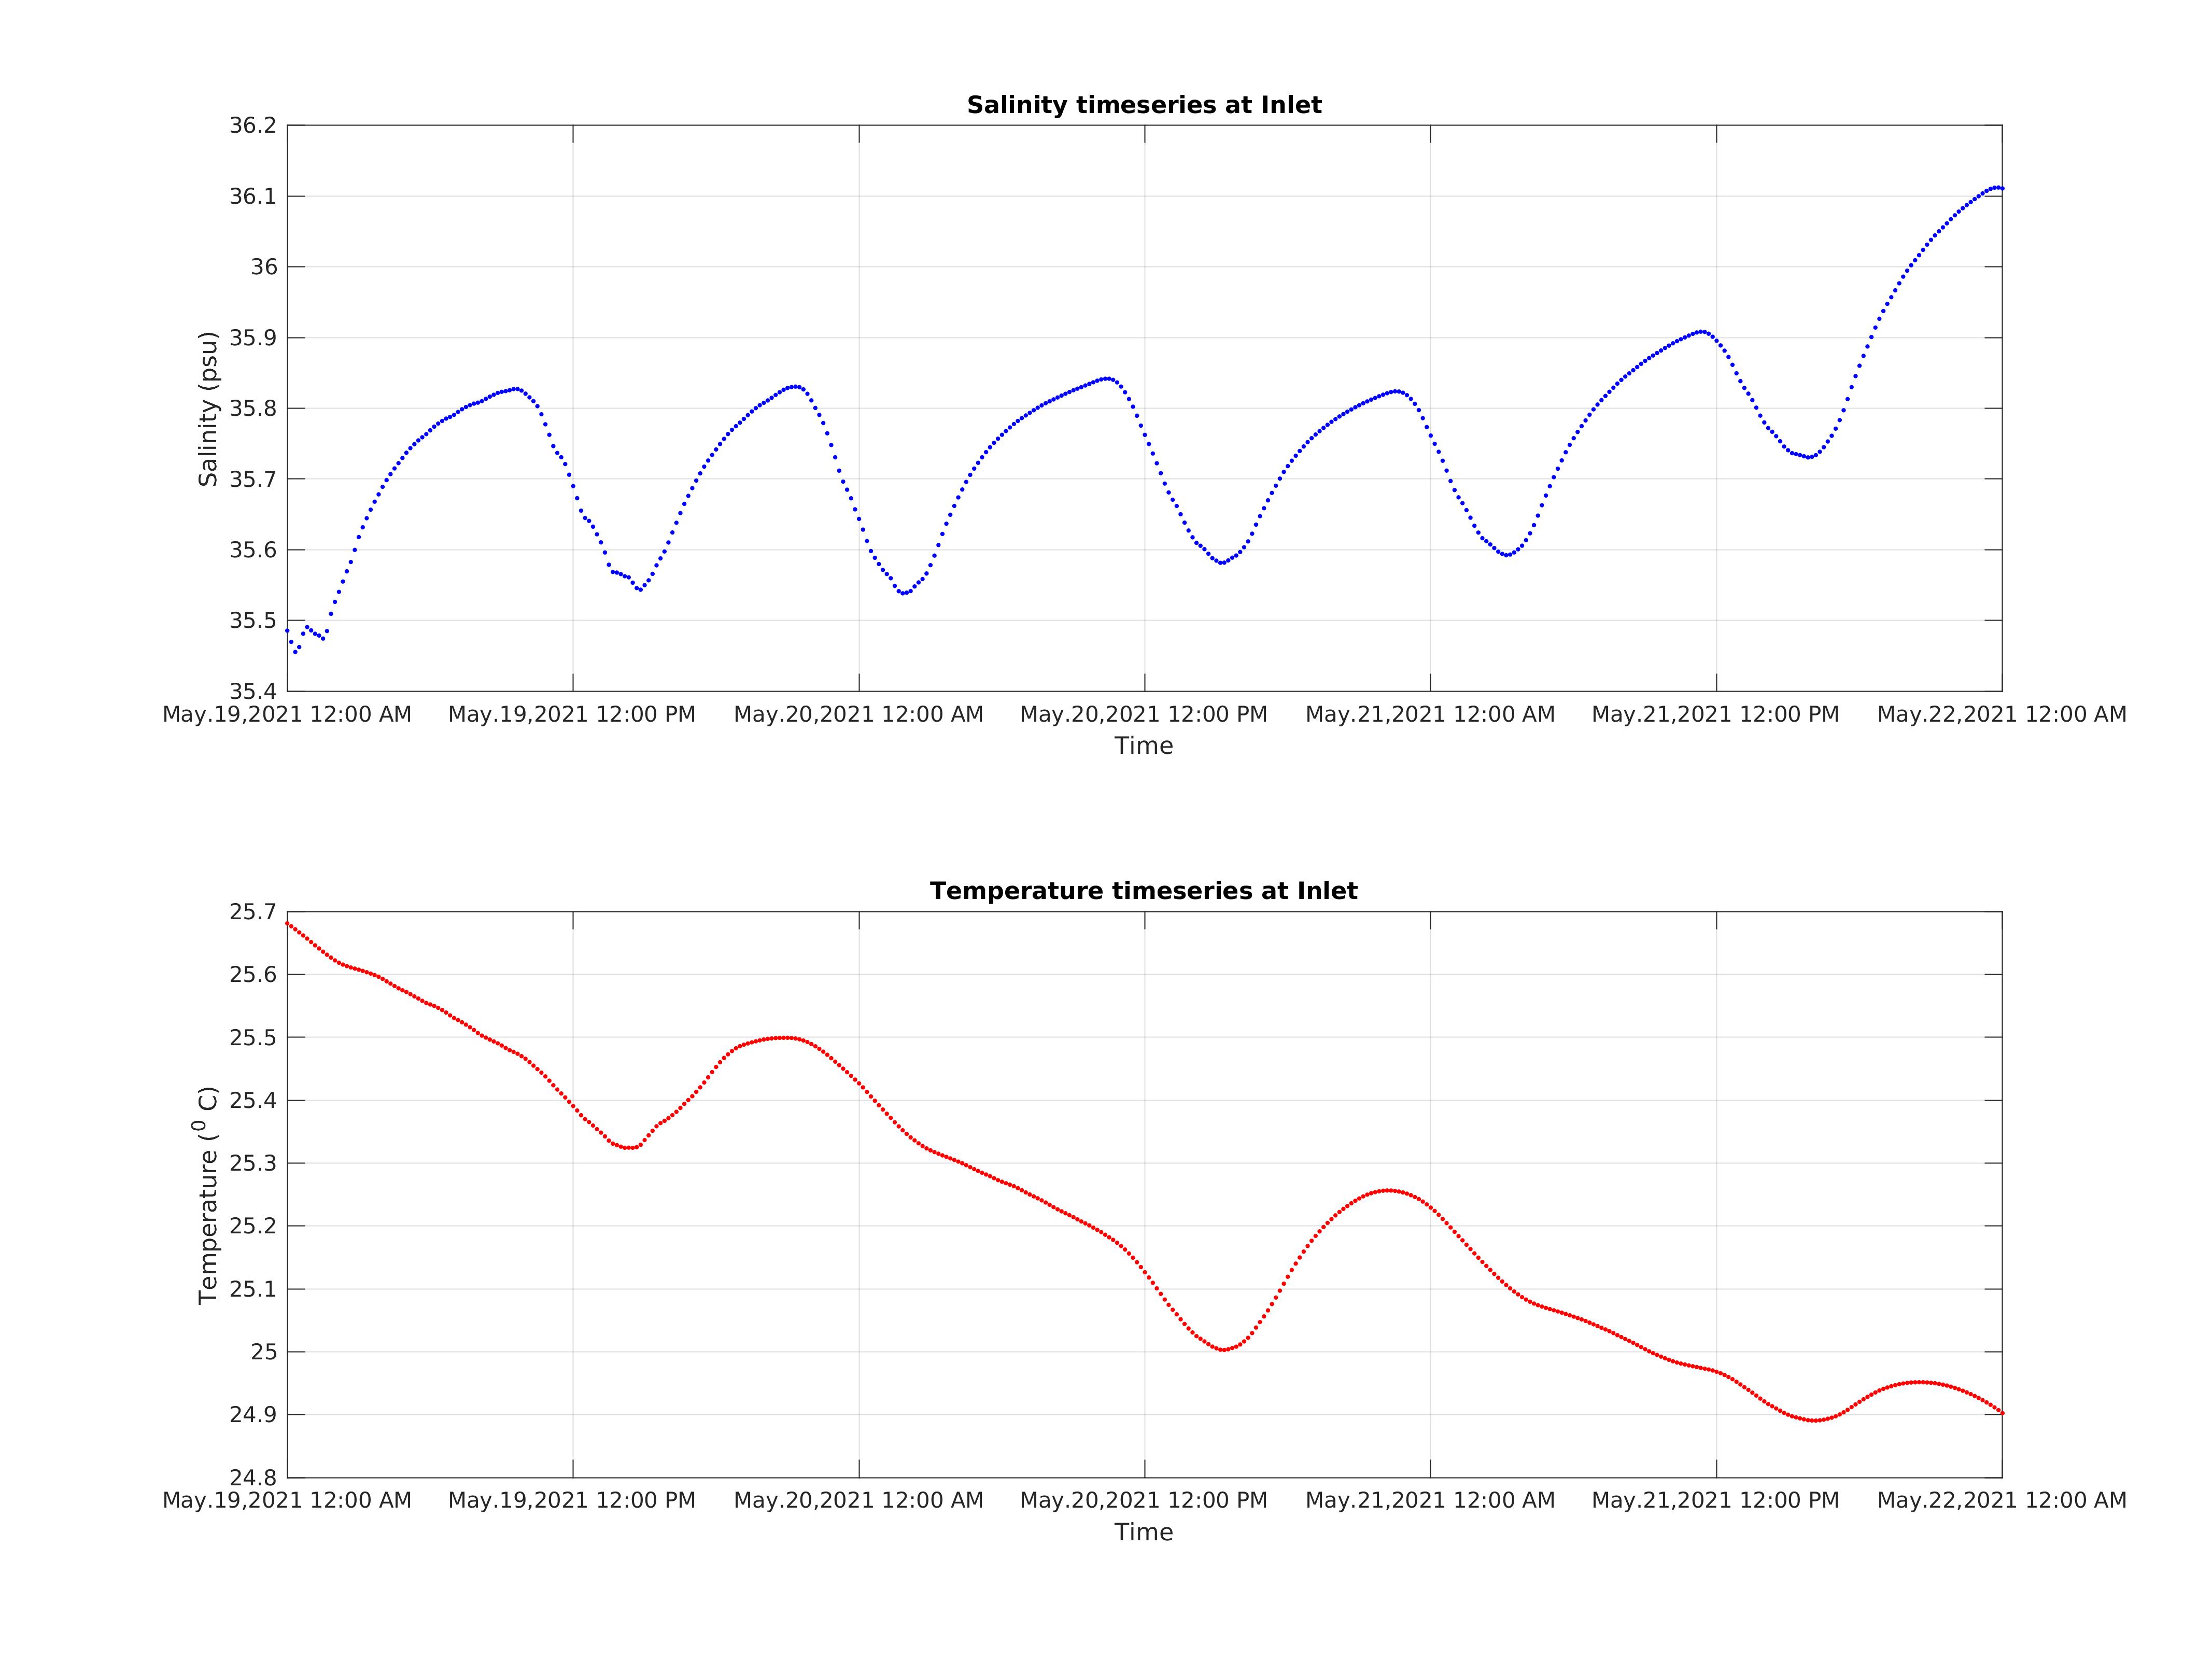 Salinity timeseries at Inlet
36.2
36.1
36
35.9
35.8
35.7
35.6
35.5
35.4
Salinity (psu)
May.19,2021 12:00 AM May.19,2021 12:00 PM May.20,2021 12:00 AM May.20,2021 12:00 PM May.21,2021 12:00 AM May.21,2021 12:00 PM May.22,2021 12:00 AM
Time
Temperature timeseries at Inlet
25.7
25.6
25.5
25.4
25.3
25.2
25.1
25
24.9
24.8
Temperature (⁰ C)
May.19,2021 12:00 AM May.19,2021 12:00 PM May.20,2021 12:00 AM May.20,2021 12:00 PM May.21,2021 12:00 AM May.21,2021 12:00 PM May.22,2021 12:00 AM
Time